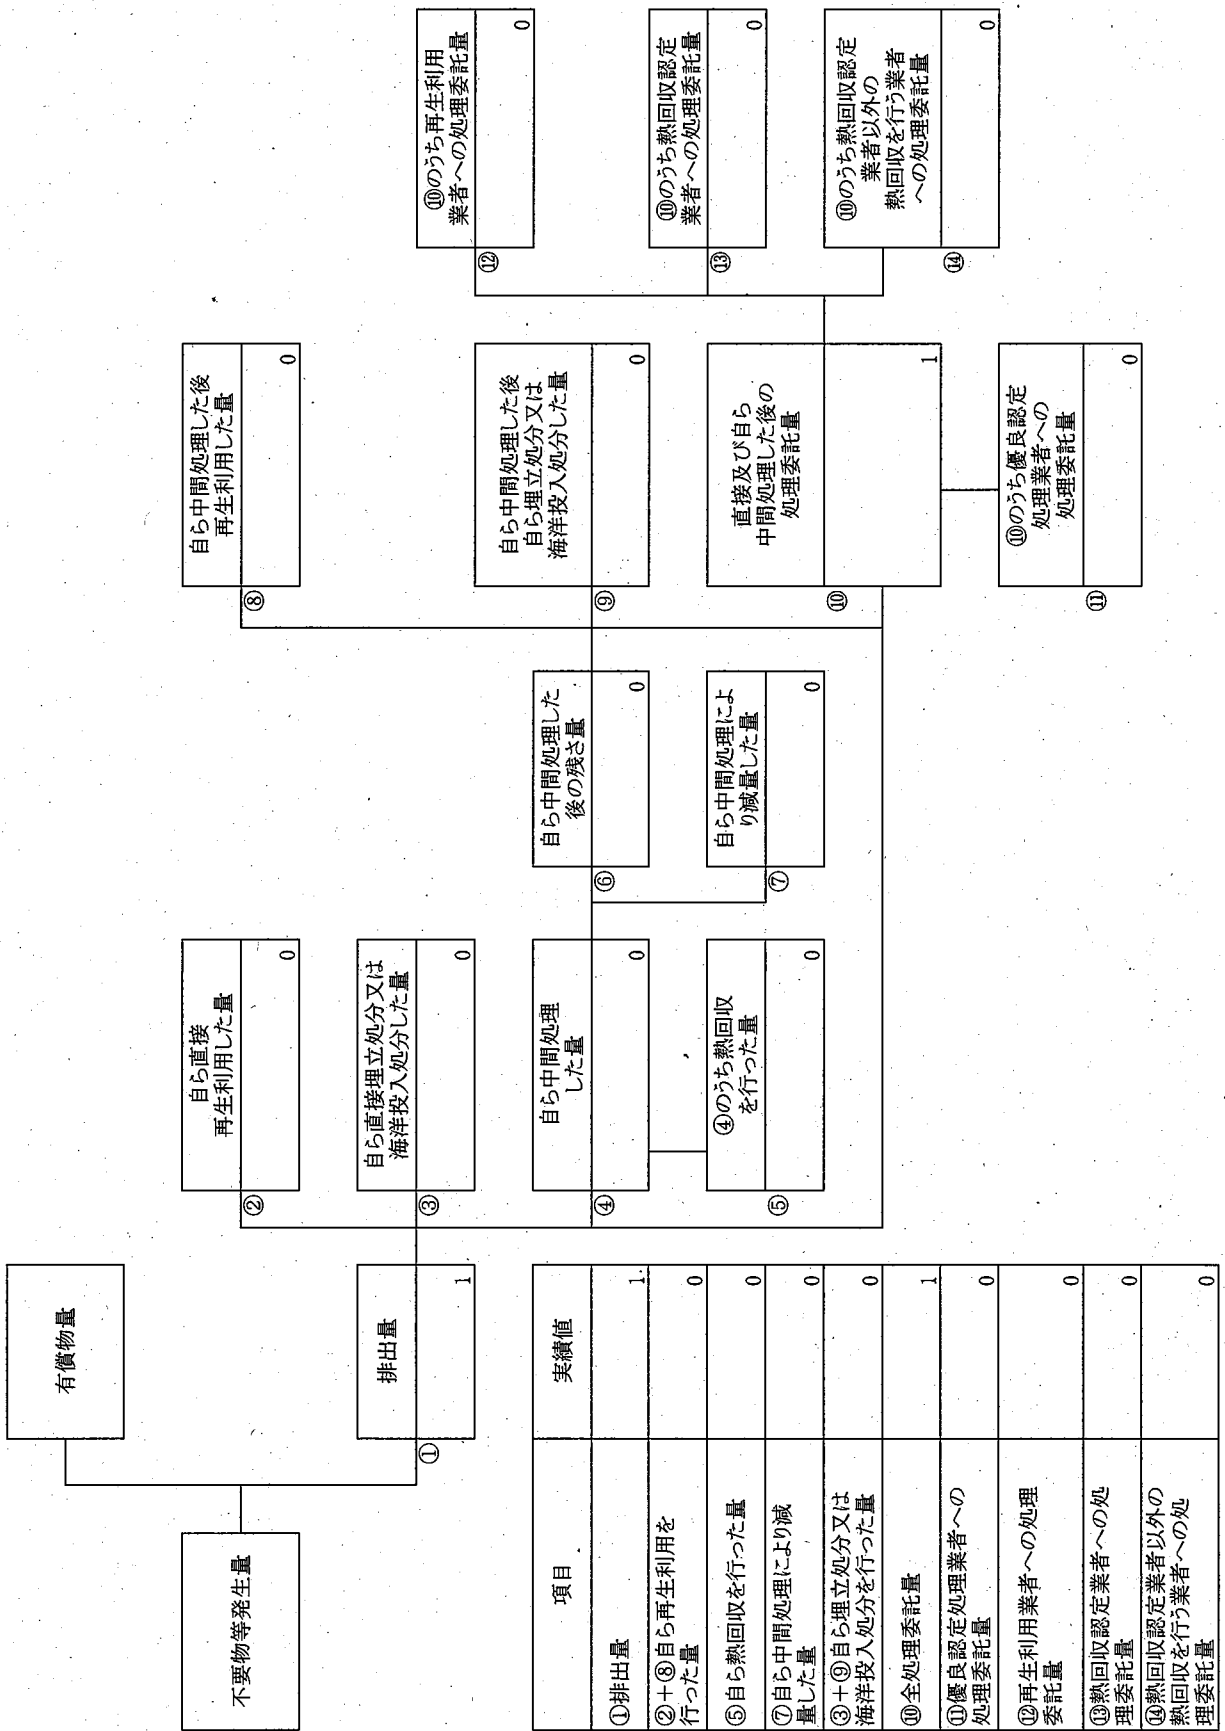 不要物等発生量
有償物量
排出量
①
1
自ら直接
再生利用した量
②
0
自ら直接埋立処分又は
海洋投入処分した量
③
0
自ら中間処理
した量
④
0
④のうち熱回収
を行った量
⑤
0
自ら中間処理した
後の残さ量
⑥
0
自ら中間処理によ
り減量した量
⑦
0
自ら中間処理した後
再生利用した量
⑧
0
自ら中間処理した後
自ら埋立処分又は
海洋投入処分した量
⑨
0
直接及び自ら
中間処理した後の
処理委託量
⑩
1
⑩のうち優良認定
処理業者への
処理委託量
⑪
0
⑩のうち再生利用
業者への処理委託量
⑫
0
⑩のうち熱回収認定
業者への処理委託量
⑬
0
⑩のうち熱回収認定
業者以外の
熱回収を行う業者
への処理委託量
⑭
0
項目 実績値
①排出量 1
②+⑧自ら再生利用を
行った量 0
⑤自ら熱回収を行った量 0
⑦自ら中間処理により減
量した量 0
③+⑨自ら埋立処分又は
海洋投入処分を行った量 0
⑩全処理委託量 1
⑪優良認定処理業者への
処理委託量 0
⑫再生利用業者への処理
委託量 0
⑬熱回収認定業者への処
理委託量 0
⑭熱回収認定業者以外の
熱回収を行う業者への処
理委託量 0